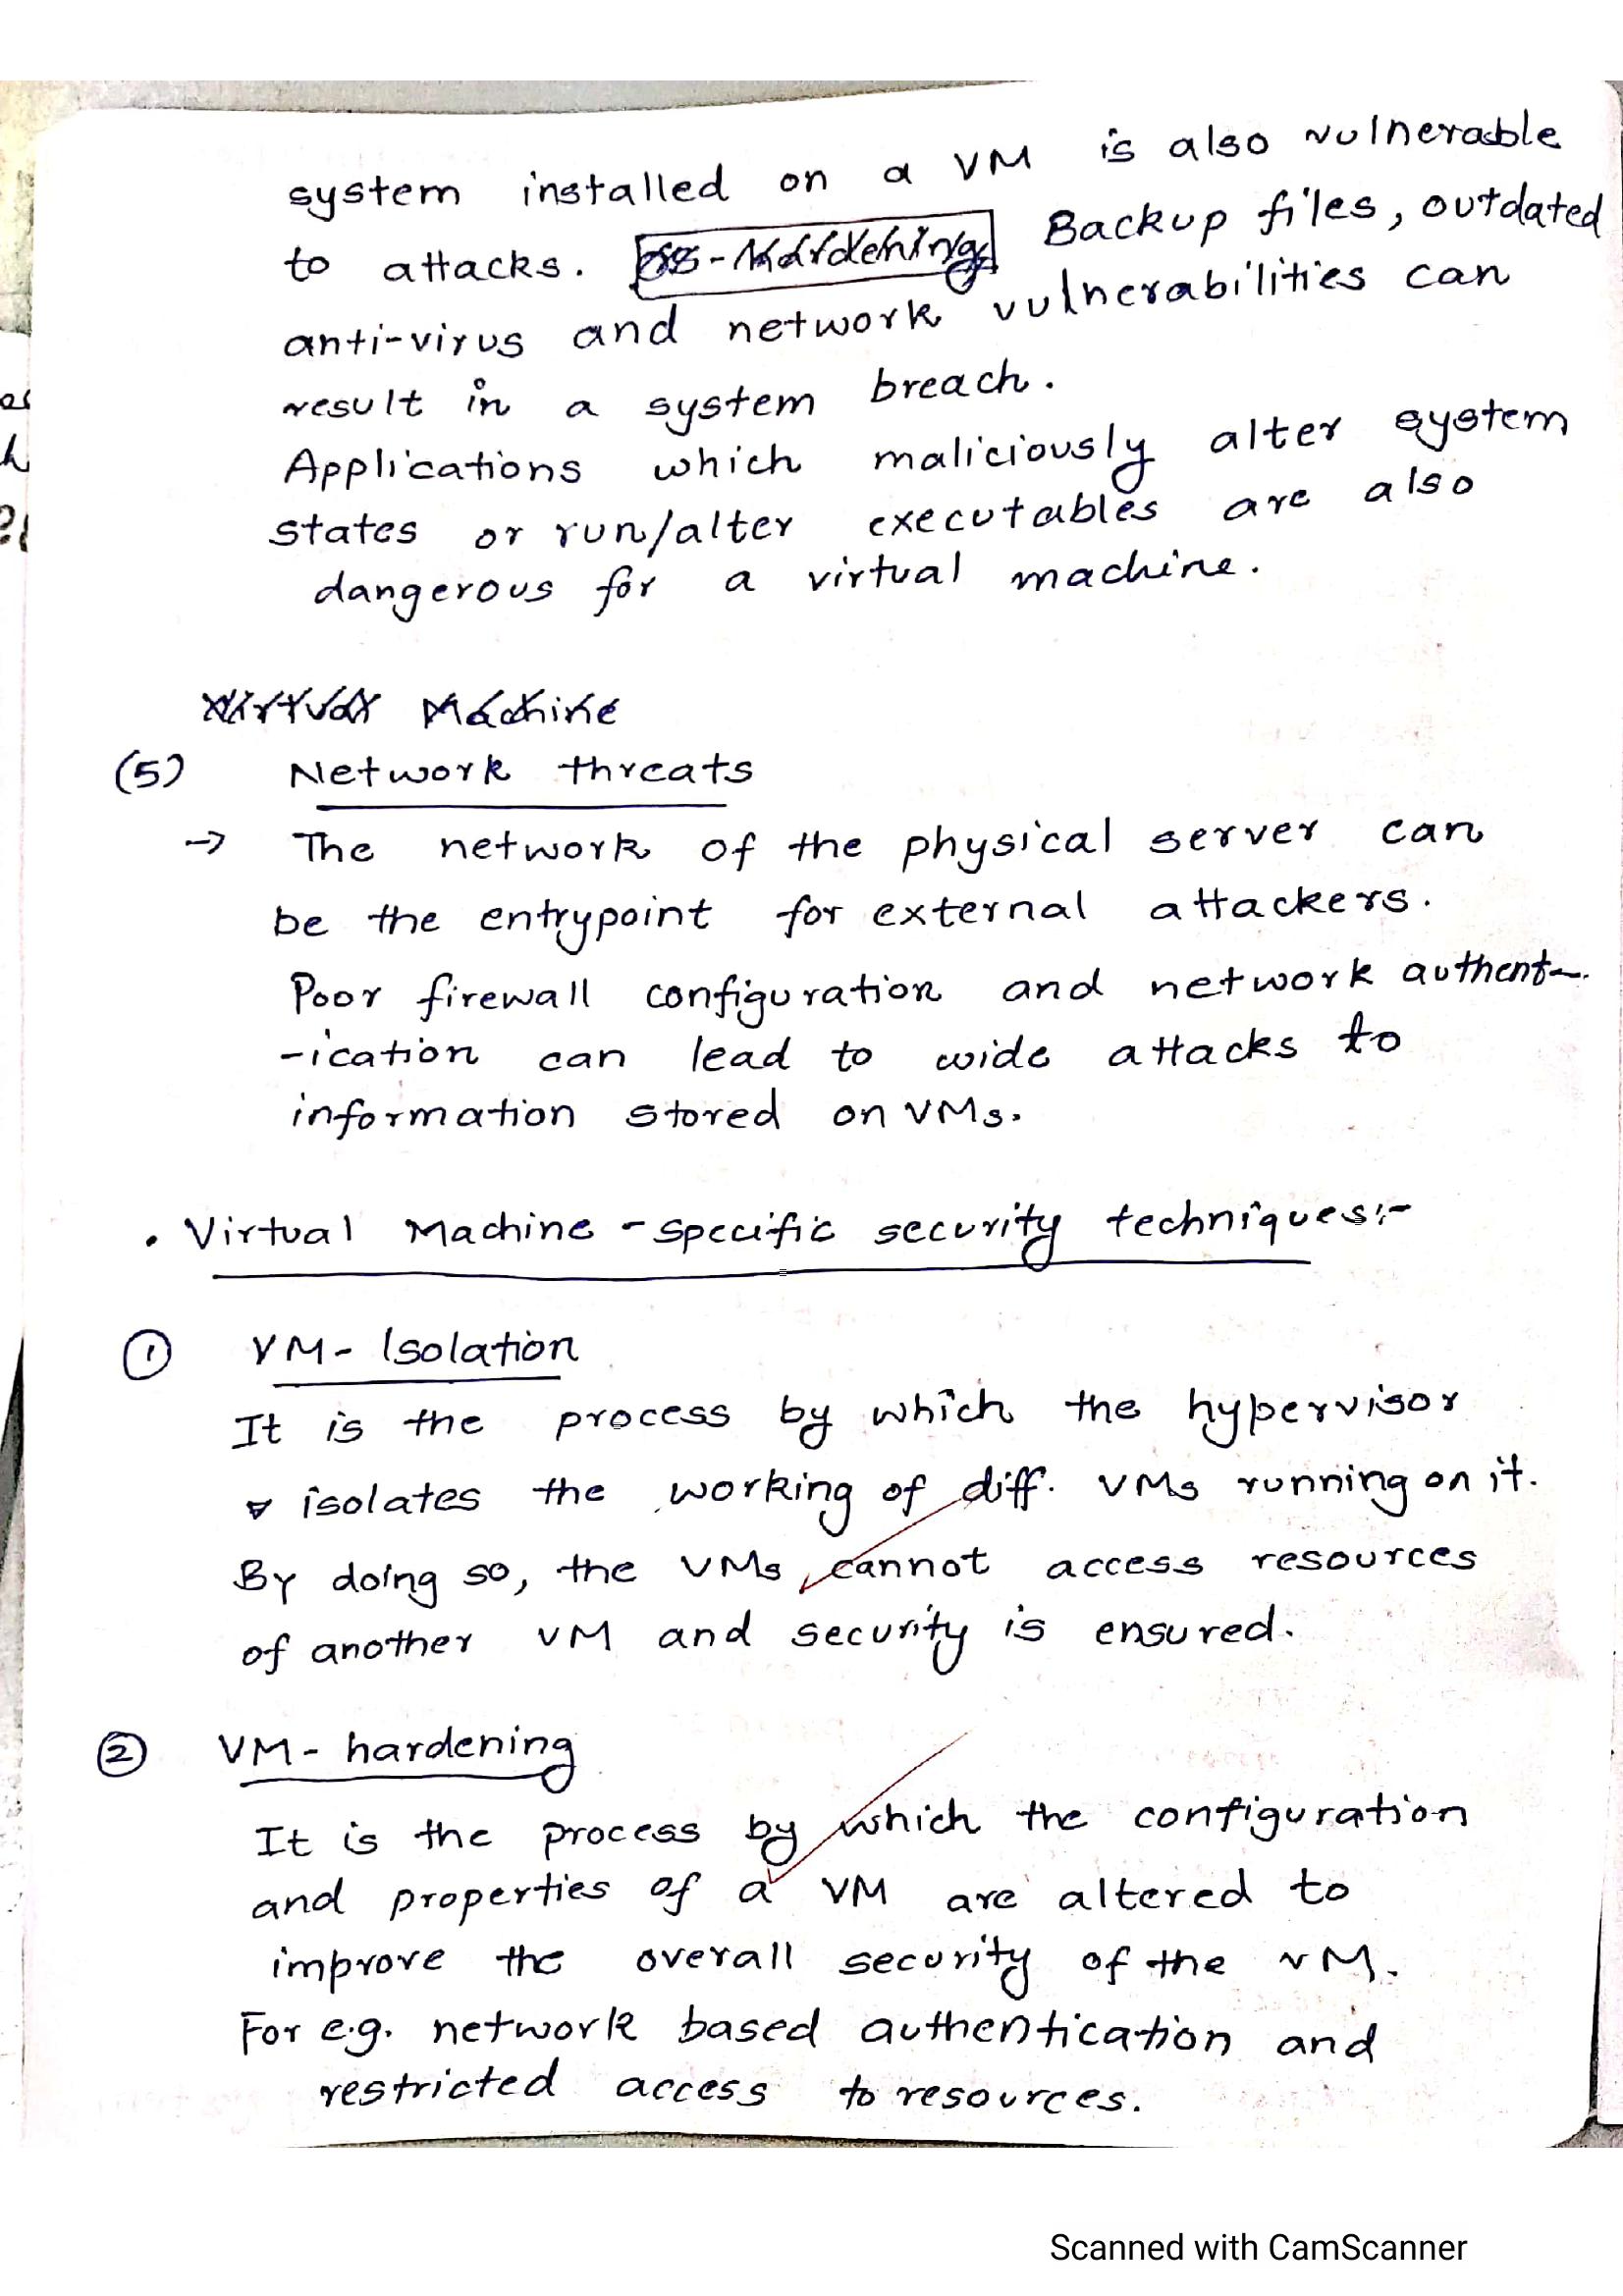 system installed on a VM is also vulnerable
to attacks. OS-Hardening Backup files, outdated
anti-virus and network vulnerabilities can
result in a system breach.
Applications which maliciously alter system
states or run/alter executables are also
dangerous for a virtual machine.
Virtual Machine
(5) Network threats
→ The network of the physical server can
be the entrypoint for external attackers.
Poor firewall configuration and network authent-
-ication can lead to wide attacks to
information stored on VMs.
• Virtual Machine - specific security techniques:-
① VM- Isolation
It is the process by which the hypervisor
isolates the working of diff. VMs running on it.
By doing so, the VMs cannot access resources
of another VM and security is ensured.
② VM- hardening
It is the process by which the configuration
and properties of a VM are altered to
improve the overall security of the VM.
For e.g. network based authentication and
restricted access to resources.
Scanned with CamScanner